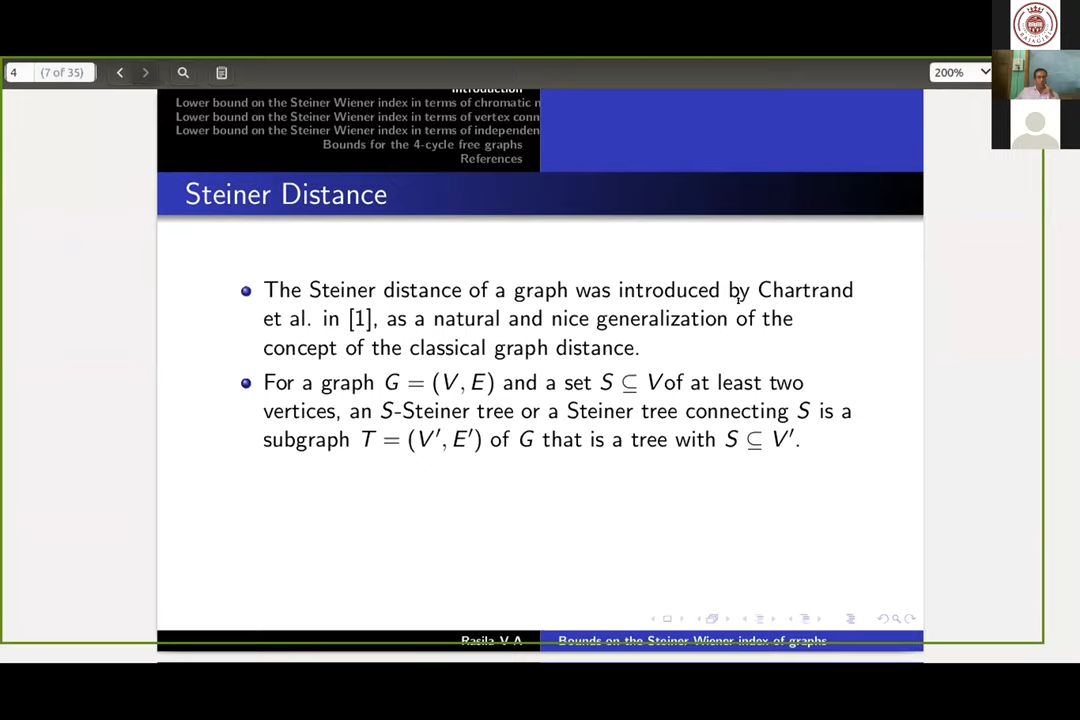 4 (7 of 35) 200%
RAJAGIRI
Introduction
Lower bound on the Steiner Wiener index in terms of chromatic n
Lower bound on the Steiner Wiener index in terms of vertex conn
Lower bound on the Steiner Wiener index in terms of independen
Bounds for the 4-cycle free graphs
References
Steiner Distance
The Steiner distance of a graph was introduced by Chartrand
et al. in [1], as a natural and nice generalization of the
concept of the classical graph distance.
For a graph G = (V, E) and a set S ⊆ Vof at least two
vertices, an S-Steiner tree or a Steiner tree connecting S is a
subgraph T = (V′, E′) of G that is a tree with S ⊆ V′.
Rasila V A Bounds on the Steiner Wiener index of graphs